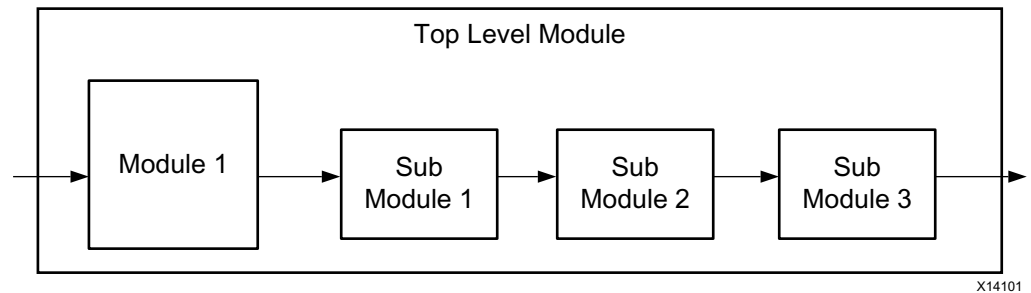 Top Level Module
Module 1
Sub
Module 1
Sub
Module 2
Sub
Module 3
X14101